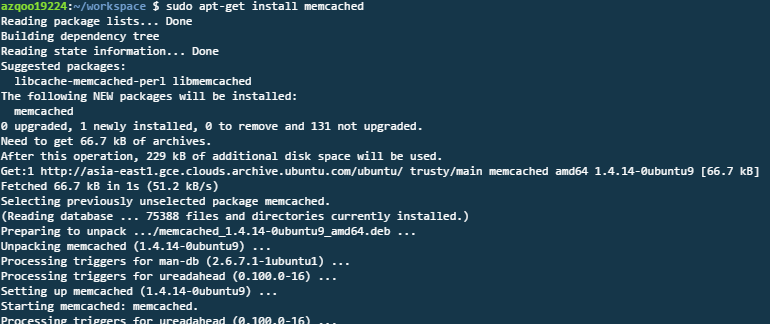 azqoo19224:~/workspace $ sudo apt-get install memcached
Reading package lists... Done
Building dependency tree
Reading state information... Done
Suggested packages:
  libcache-memcached-perl libmemcached
The following NEW packages will be installed:
  memcached
0 upgraded, 1 newly installed, 0 to remove and 131 not upgraded.
Need to get 66.7 kB of archives.
After this operation, 229 kB of additional disk space will be used.
Get:1 http://asia-east1.gce.clouds.archive.ubuntu.com/ubuntu/ trusty/main memcached amd64 1.4.14-0ubuntu9 [66.7 kB]
Fetched 66.7 kB in 1s (51.2 kB/s)
Selecting previously unselected package memcached.
(Reading database ... 75388 files and directories currently installed.)
Preparing to unpack .../memcached_1.4.14-0ubuntu9_amd64.deb ...
Unpacking memcached (1.4.14-0ubuntu9) ...
Processing triggers for man-db (2.6.7.1-1ubuntu1) ...
Processing triggers for ureadahead (0.100.0-16) ...
Setting up memcached (1.4.14-0ubuntu9) ...
Starting memcached: memcached.
Processing triggers for ureadahead (0.100.0-16) ...